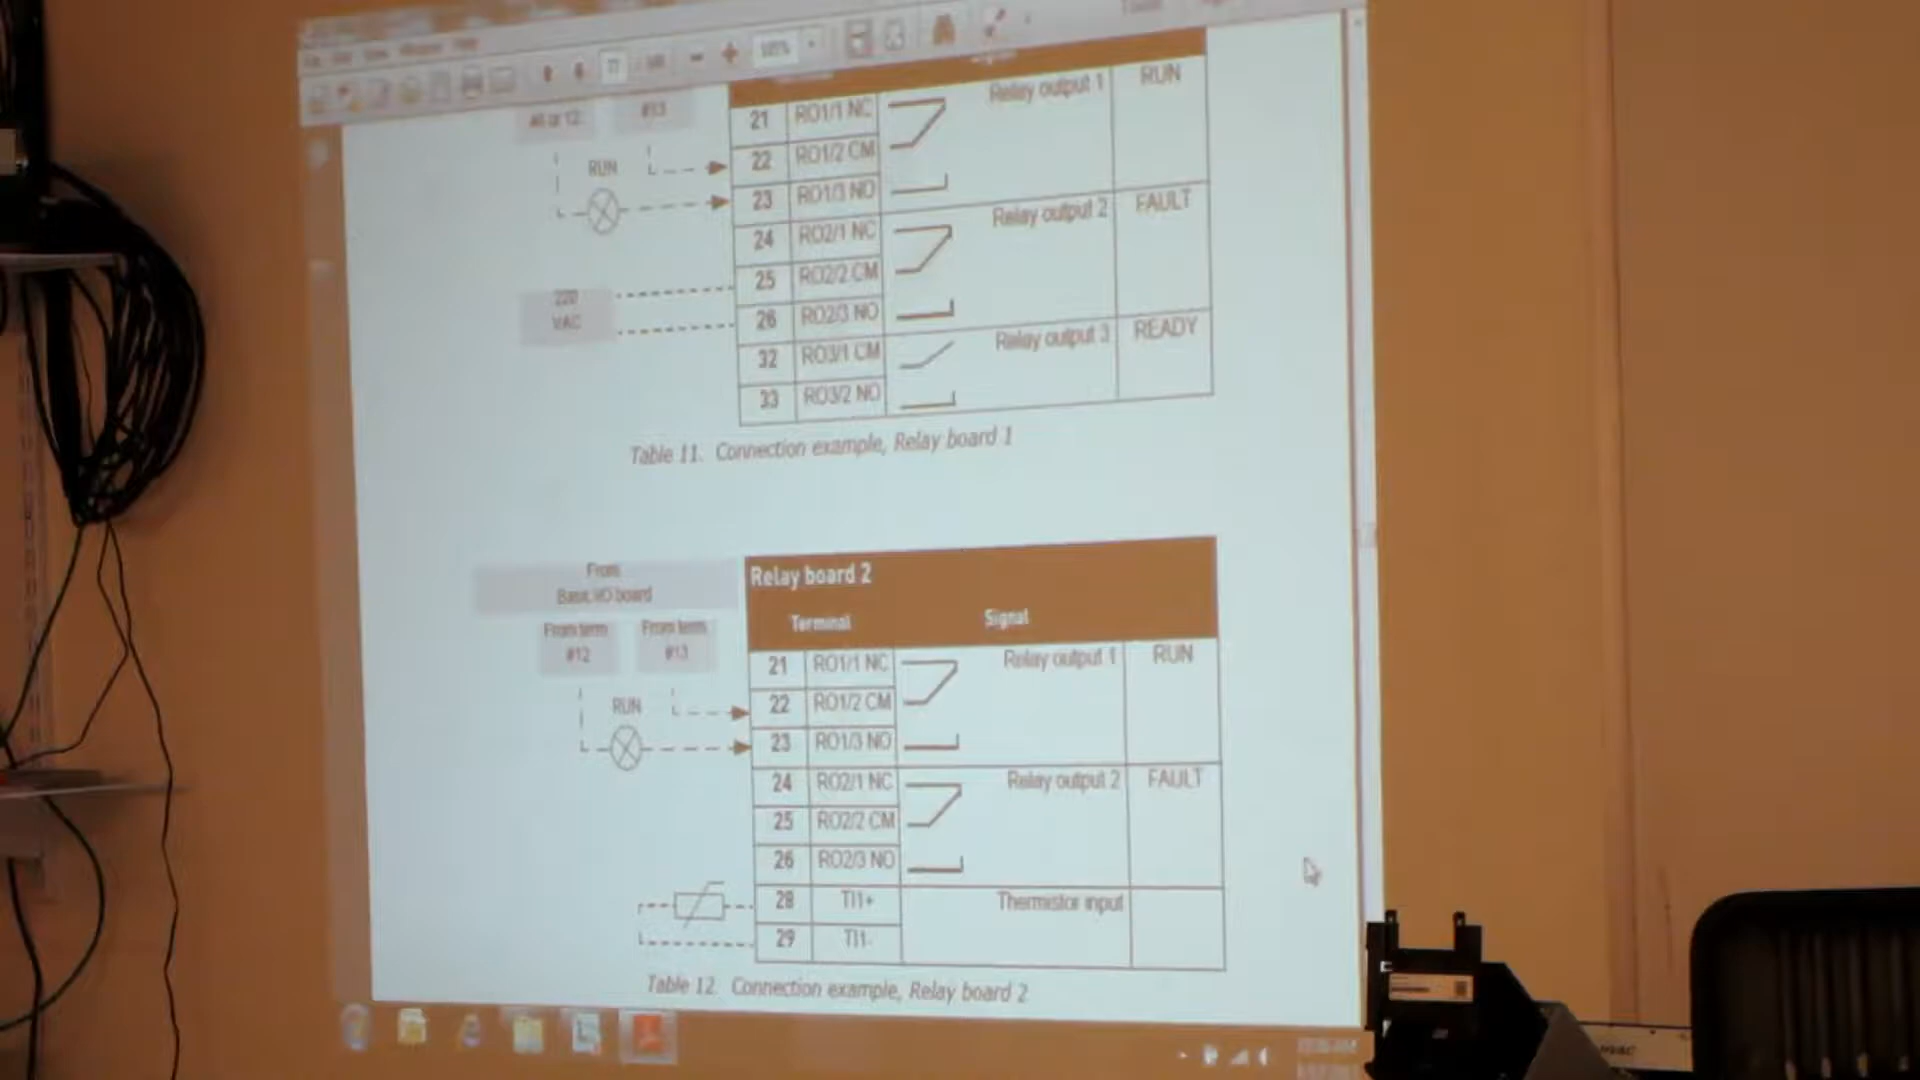 77
101%
#6 or 12
#13
RUN
21 RO1/1 NC Relay output 1 RUN
22 RO1/2 CM
23 RO1/3 NO
24 RO2/1 NC Relay output 2 FAULT
25 RO2/2 CM
26 RO2/3 NO
220
VAC
32 RO3/1 CM Relay output 3 READY
33 RO3/2 NO
Table 11. Connection example, Relay board 1
From
Basic I/O board
From term
#12
From term
#13
RUN
Relay board 2
Terminal Signal
21 RO1/1 NC Relay output 1 RUN
22 RO1/2 CM
23 RO1/3 NO
24 RO2/1 NC Relay output 2 FAULT
25 RO2/2 CM
26 RO2/3 NO
28 TI1+ Thermistor input
29 TI1-
Table 12. Connection example, Relay board 2